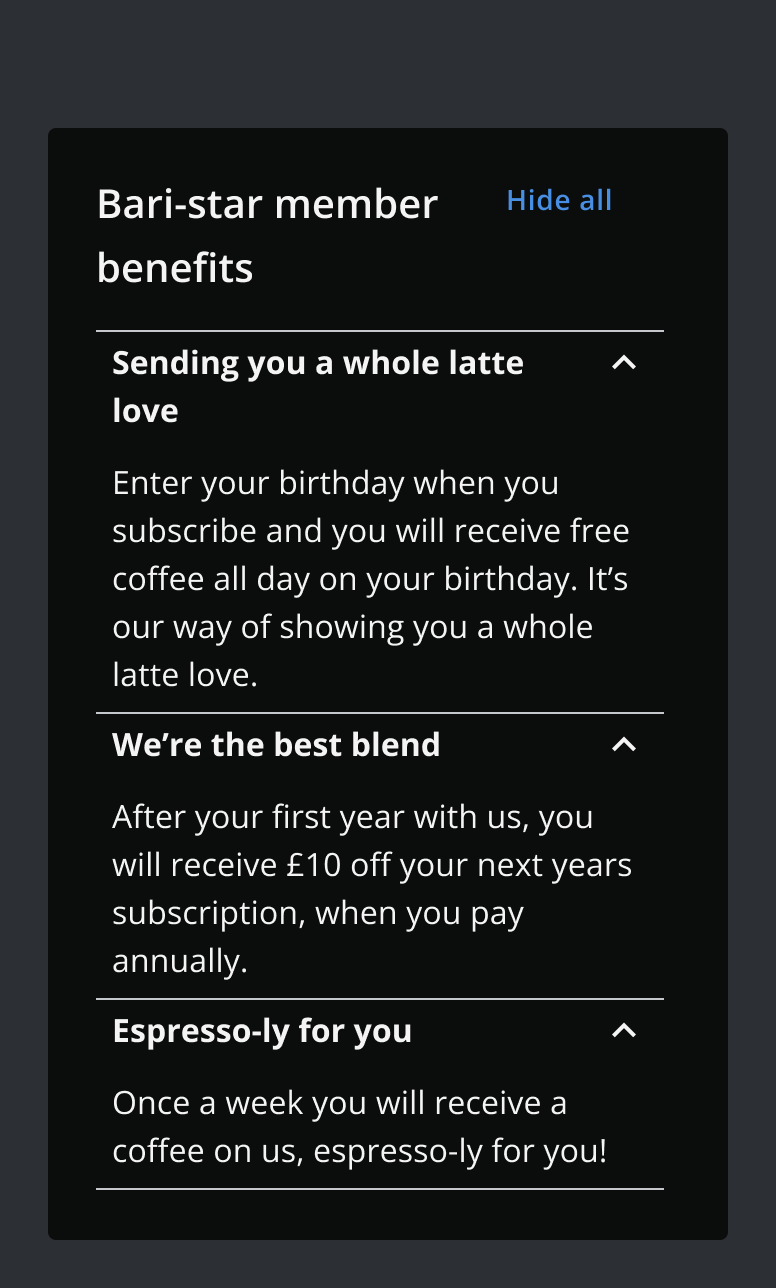 Bari-star member
benefits
Hide all
Sending you a whole latte
love
Enter your birthday when you
subscribe and you will receive free
coffee all day on your birthday. It’s
our way of showing you a whole
latte love.
We’re the best blend
After your first year with us, you
will receive £10 off your next years
subscription, when you pay
annually.
Espresso-ly for you
Once a week you will receive a
coffee on us, espresso-ly for you!